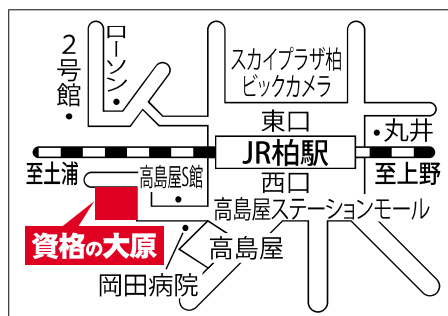 2号館
ローソン
スカイプラザ柏
ビックカメラ
東口
丸井
JR柏駅
至土浦
至上野
高島屋S館
西口
高島屋ステーションモール
資格の大原
高島屋
岡田病院